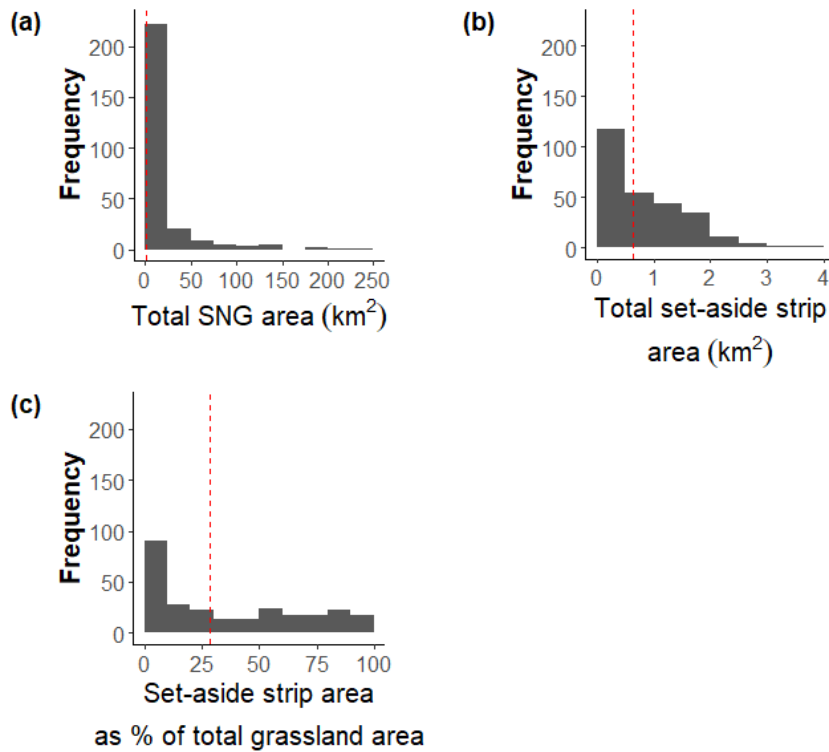 (a)
Frequency
200
150
100
50
0
0 50 100 150 200 250
Total SNG area (km²)
(b)
Frequency
200
150
100
50
0
0 1 2 3 4
Total set-aside strip
area (km²)
(c)
Frequency
200
150
100
50
0
0 25 50 75 100
Set-aside strip area
as % of total grassland area